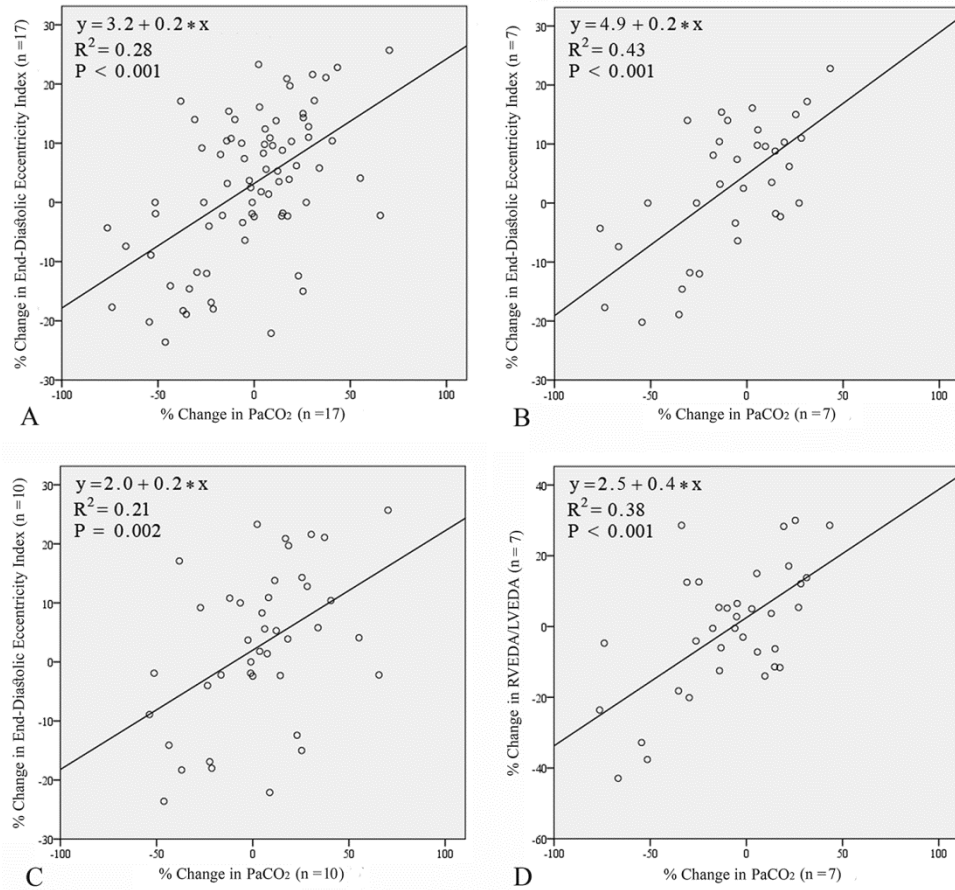 y = 3.2 + 0.2 * x
R² = 0.28
P < 0.001
% Change in End-Diastolic Eccentricity Index (n =17)
30
20
10
0
-10
-20
-30
-100
-50
0
50
100
% Change in PaCO₂ (n =17)
A
y = 4.9 + 0.2 * x
R² = 0.43
P < 0.001
% Change in End-Diastolic Eccentricity Index (n = 7)
30
20
10
0
-10
-20
-30
-100
-50
0
50
100
% Change in PaCO₂ (n = 7)
B
y = 2.0 + 0.2 * x
R² = 0.21
P = 0.002
% Change in End-Diastolic Eccentricity Index (n =10)
30
20
10
0
-10
-20
-30
-100
-50
0
50
100
% Change in PaCO₂ (n =10)
C
y = 2.5 + 0.4 * x
R² = 0.38
P < 0.001
% Change in RVEDA/LVEDA (n = 7)
40
20
0
-20
-40
-60
-100
-50
0
50
100
% Change in PaCO₂ (n = 7)
D